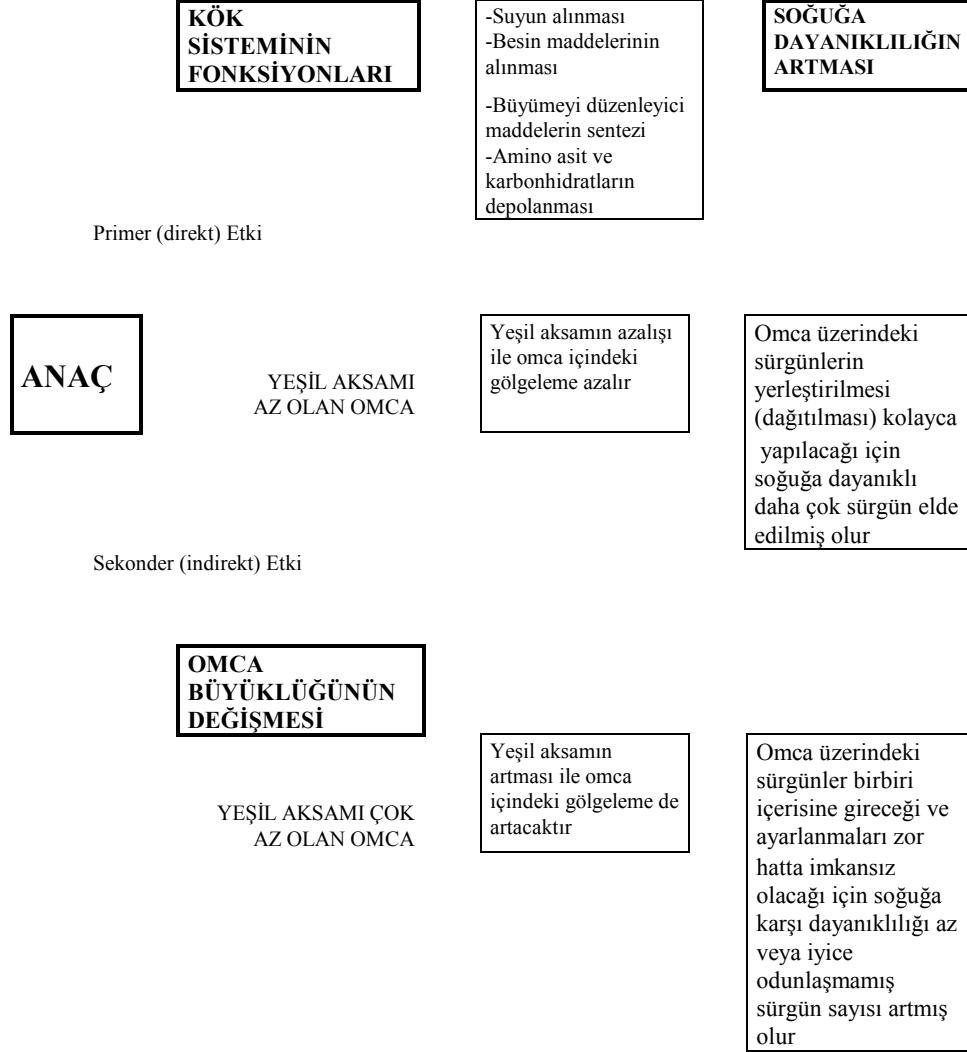 KÖK
SİSTEMİNİN
FONKSİYONLARI
-Suyun alınması
-Besin maddelerinin
alınması
-Büyümeyi düzenleyici
maddelerin sentezi
-Amino asit ve
karbonhidratların
depolanması
SOĞUĞA
DAYANIKLILIĞIN
ARTMASI
Primer (direkt) Etki
ANAÇ
YEŞİL AKSAMI
AZ OLAN OMCA
Yeşil aksamın azalışı
ile omca içindeki
gölgeleme azalır
Omca üzerindeki
sürgünlerin
yerleştirilmesi
(dağıtılması) kolayca
yapılacağı için
soğuğa dayanıklı
daha çok sürgün elde
edilmiş olur
Sekonder (indirekt) Etki
OMCA
BÜYÜKLÜĞÜNÜN
DEĞİŞMESİ
YEŞİL AKSAMI ÇOK
AZ OLAN OMCA
Yeşil aksamın
artması ile omca
içindeki gölgeleme de
artacaktır
Omca üzerindeki
sürgünler birbiri
içerisine gireceği ve
ayarlanmaları zor
hatta imkansız
olacağı için soğuğa
karşı dayanıklılığı az
veya iyice
odunlaşmamış
sürgün sayısı artmış
olur